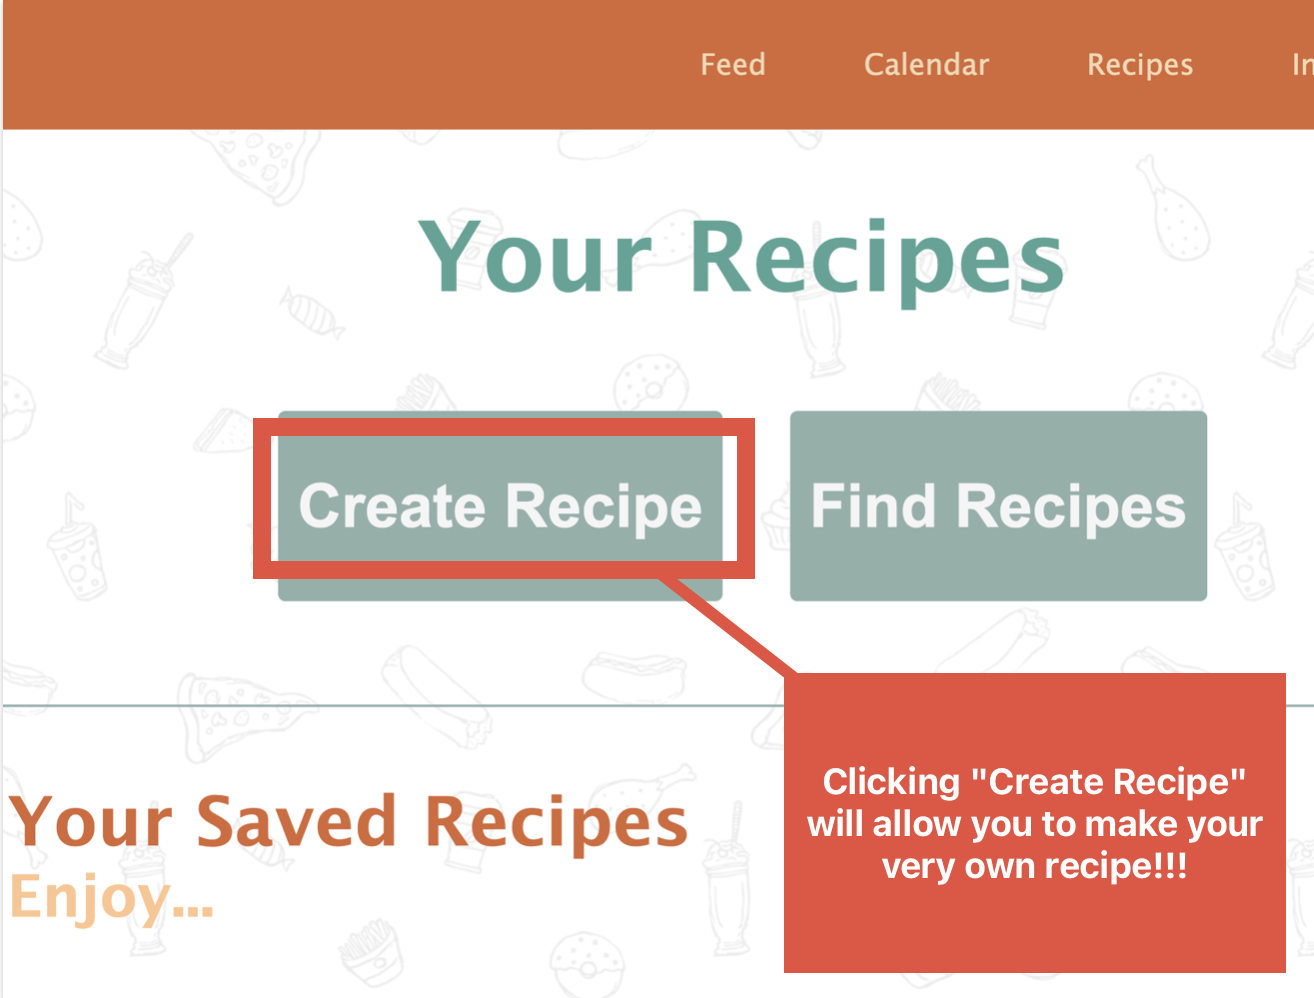 Feed Calendar Recipes
Your Recipes
Create Recipe Find Recipes
Clicking "Create Recipe"
will allow you to make your
very own recipe!!!
Your Saved Recipes
Enjoy...